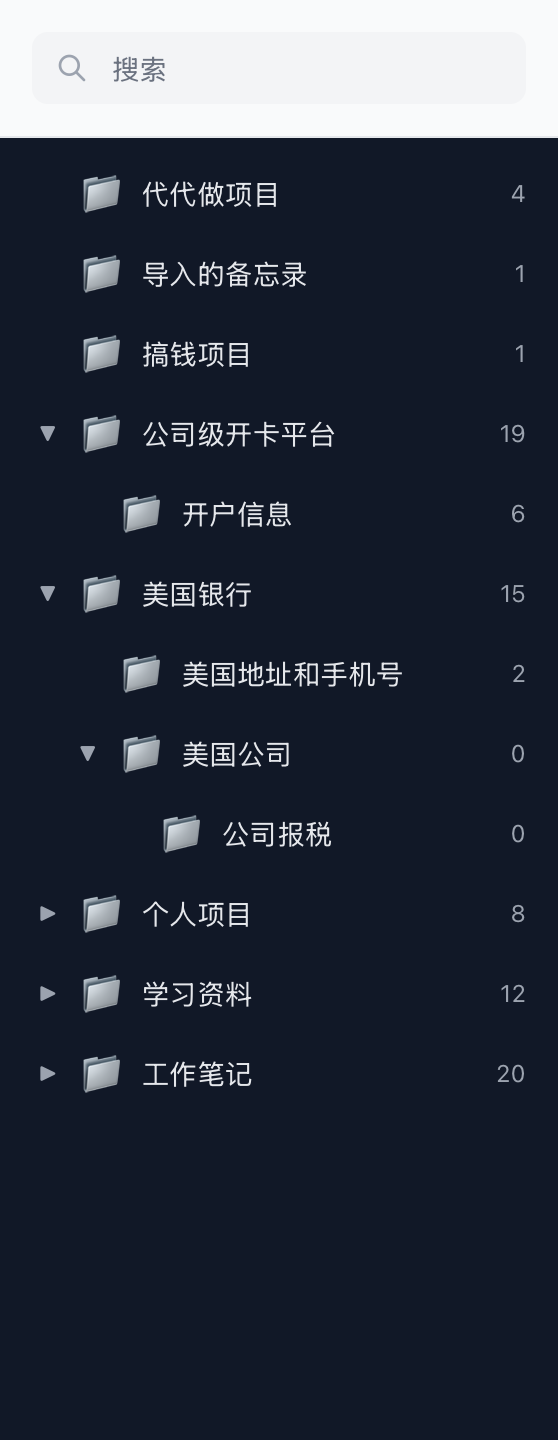 搜索
代代做项目 4
导入的备忘录 1
搞钱项目 1
公司级开卡平台 19
开户信息 6
美国银行 15
美国地址和手机号 2
美国公司 0
公司报税 0
个人项目 8
学习资料 12
工作笔记 20